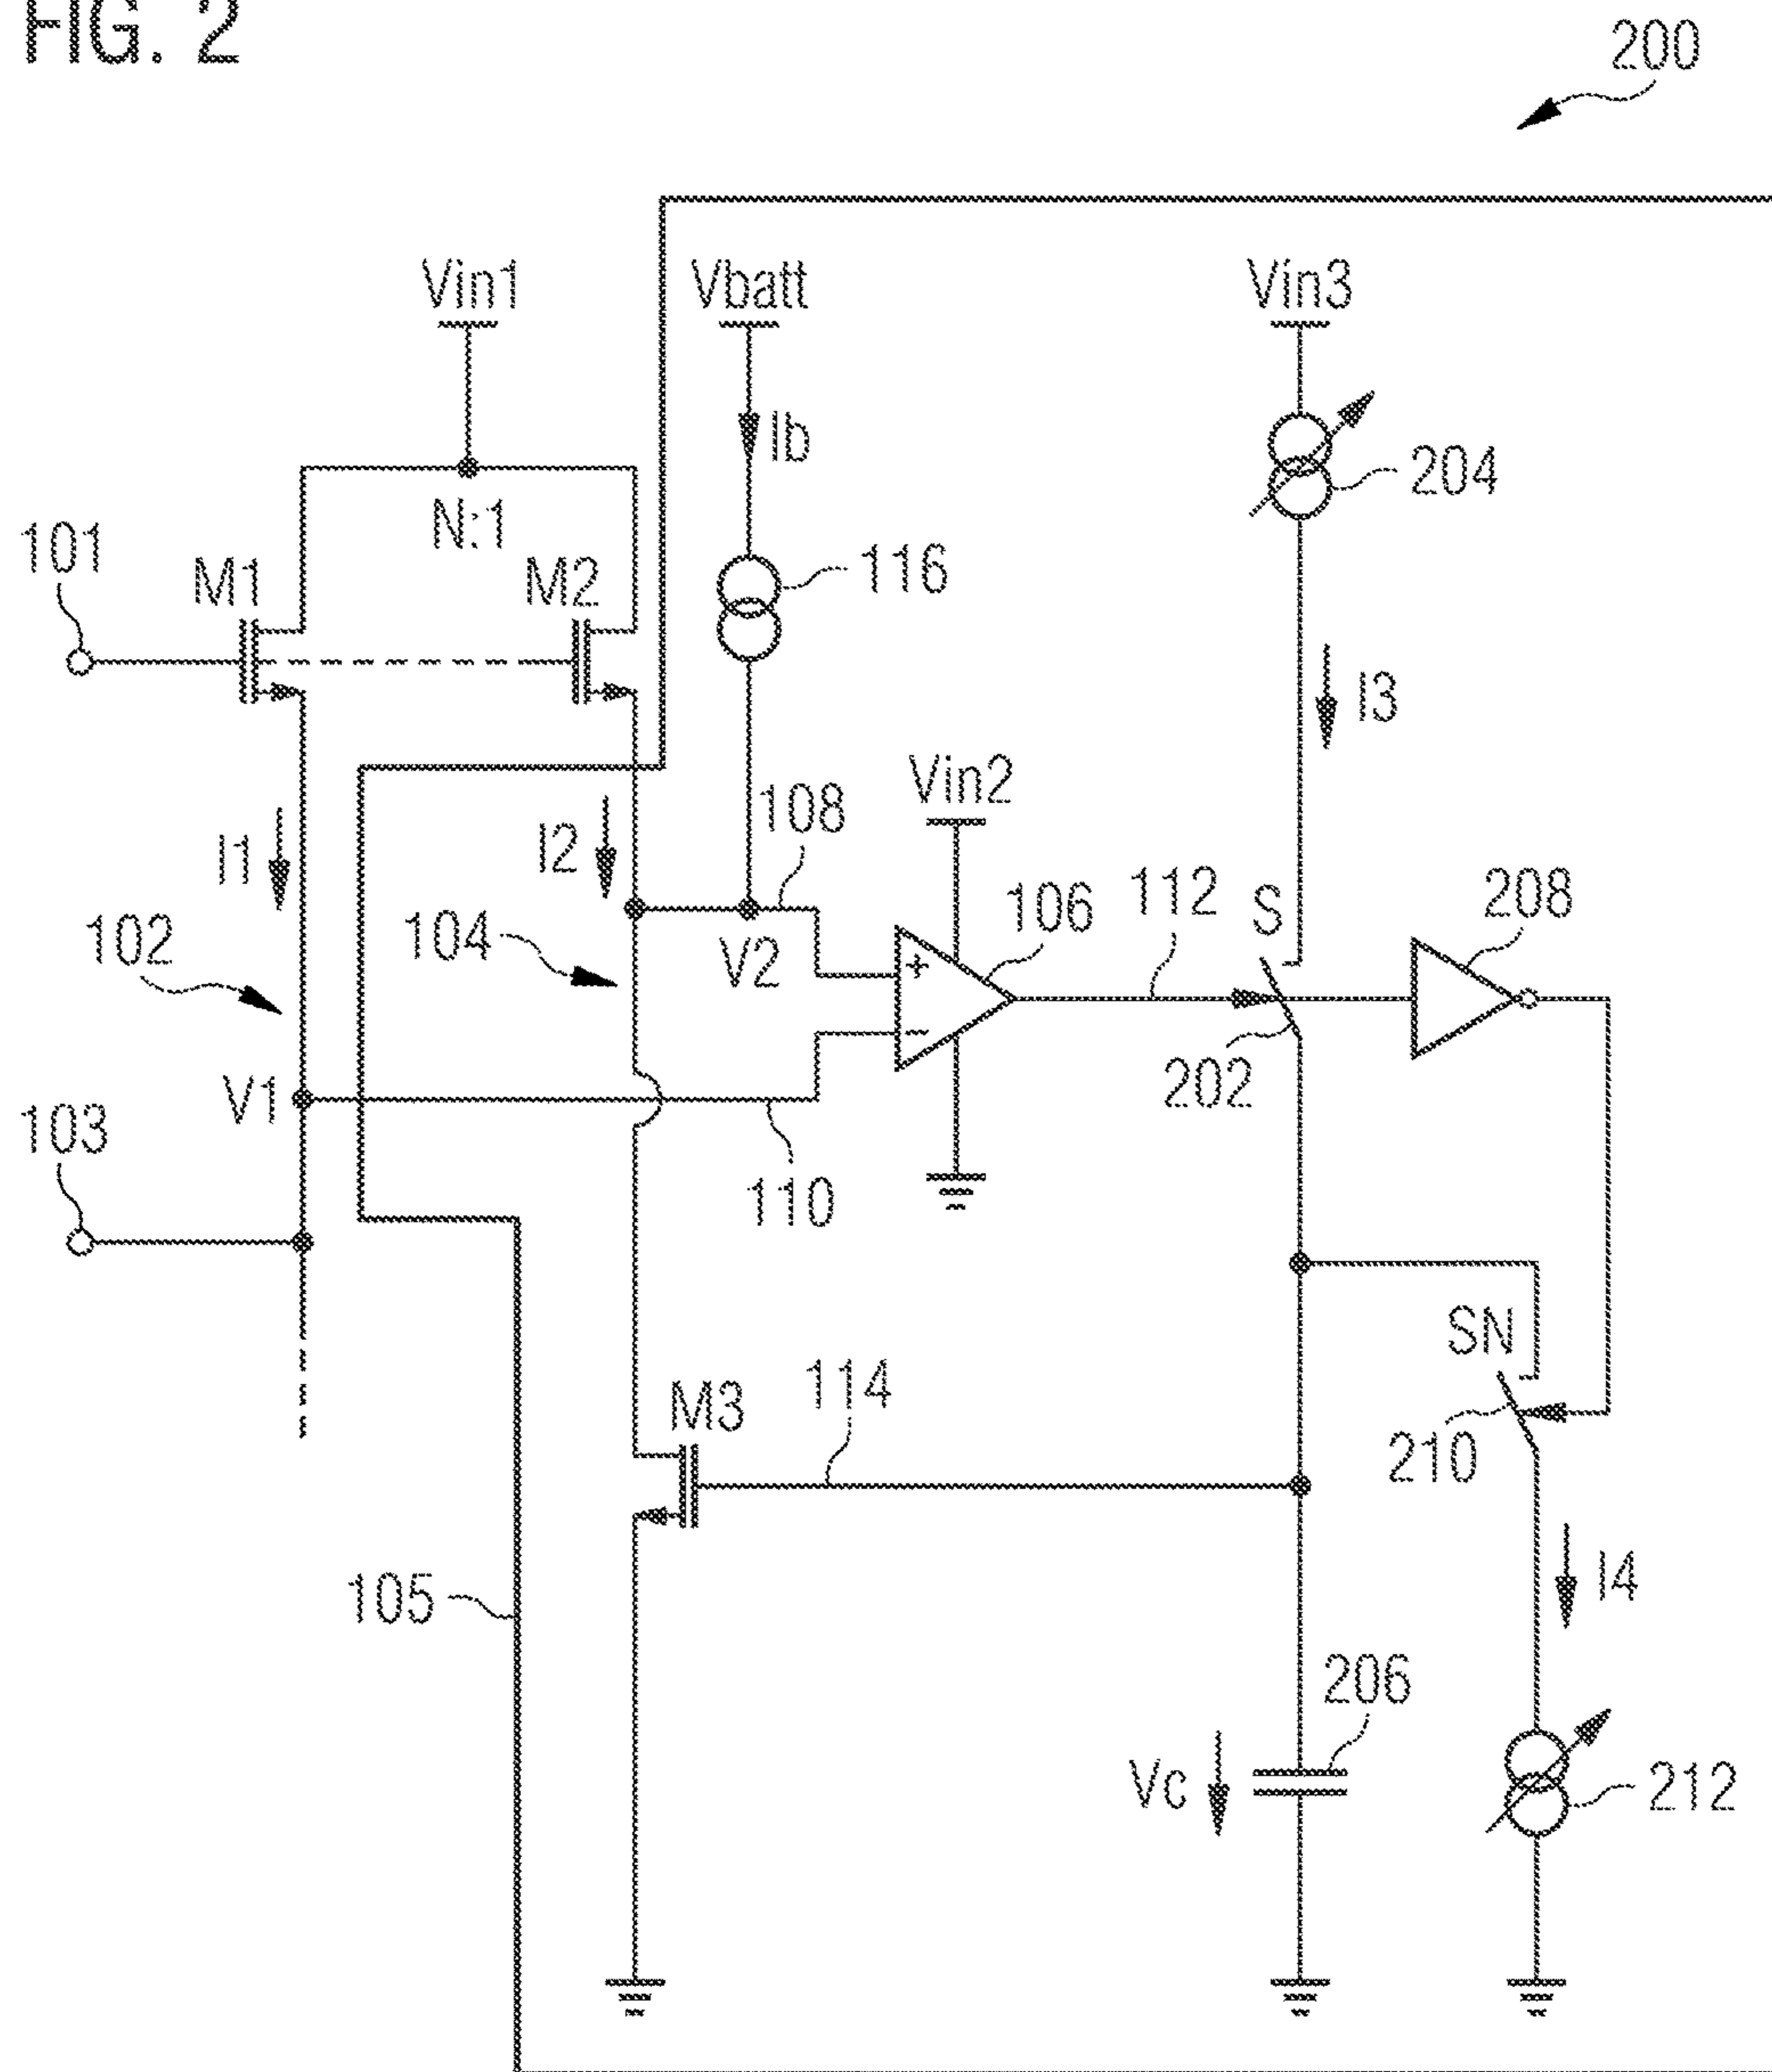 FIG. 2
200
Vin1
Vbatt
Vin3
Ib
204
N:1
101
M1
M2
116
I3
Vin2
108
I1
I2
106
112
S
208
102
104
V2
+
−
202
V1
103
110
SN
M3
114
210
105
I4
206
Vc
212